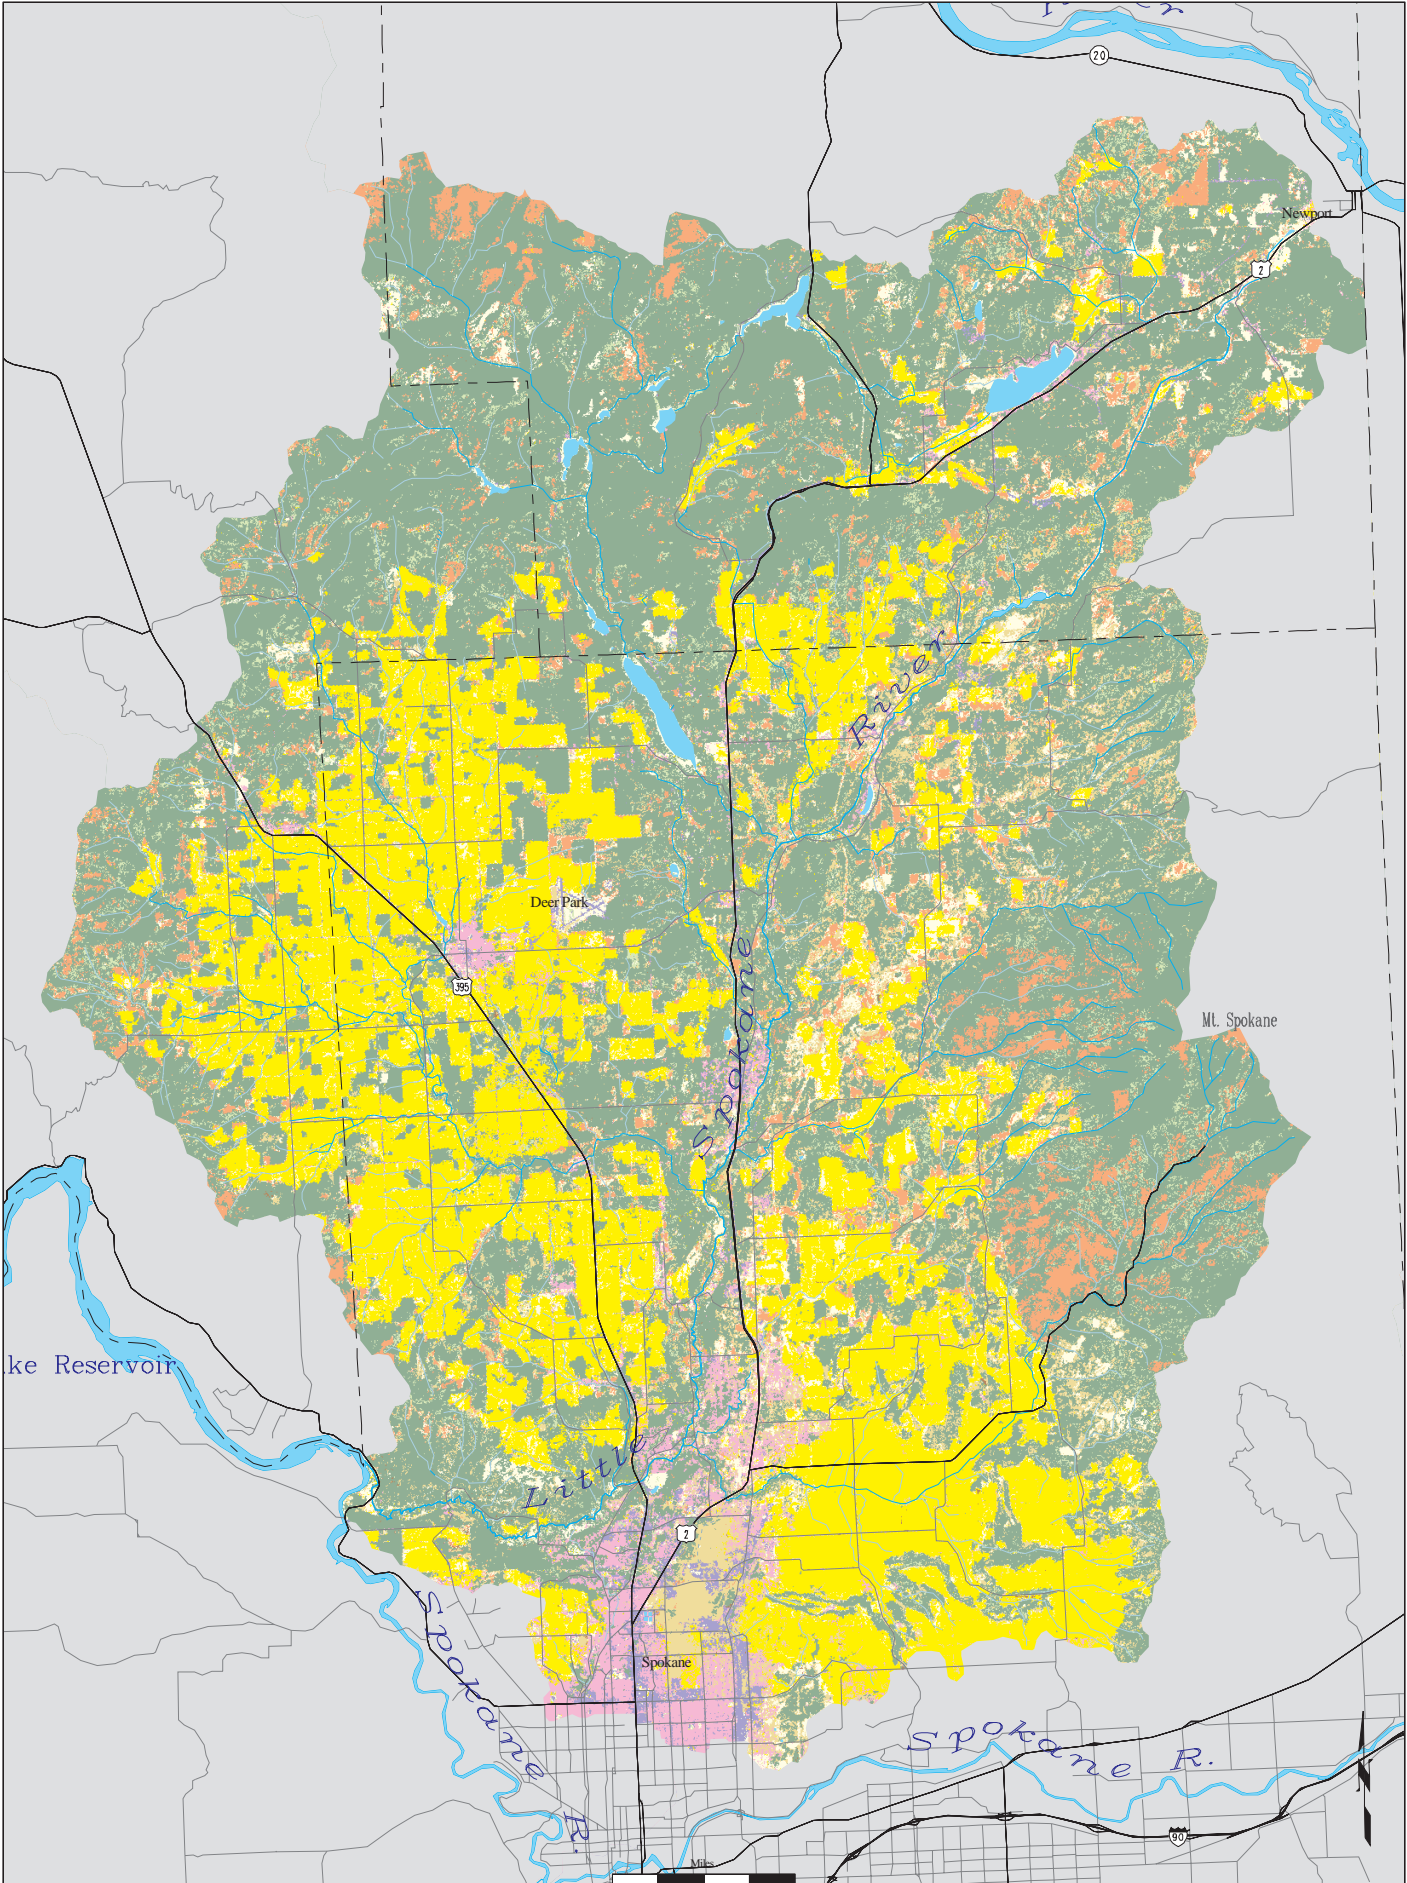 20
Newport
2
River
Deer Park
395
Spokane
Mt. Spokane
ke Reservoir
Little
2
Spokane R.
Spokane
Spokane R.
90
Miles